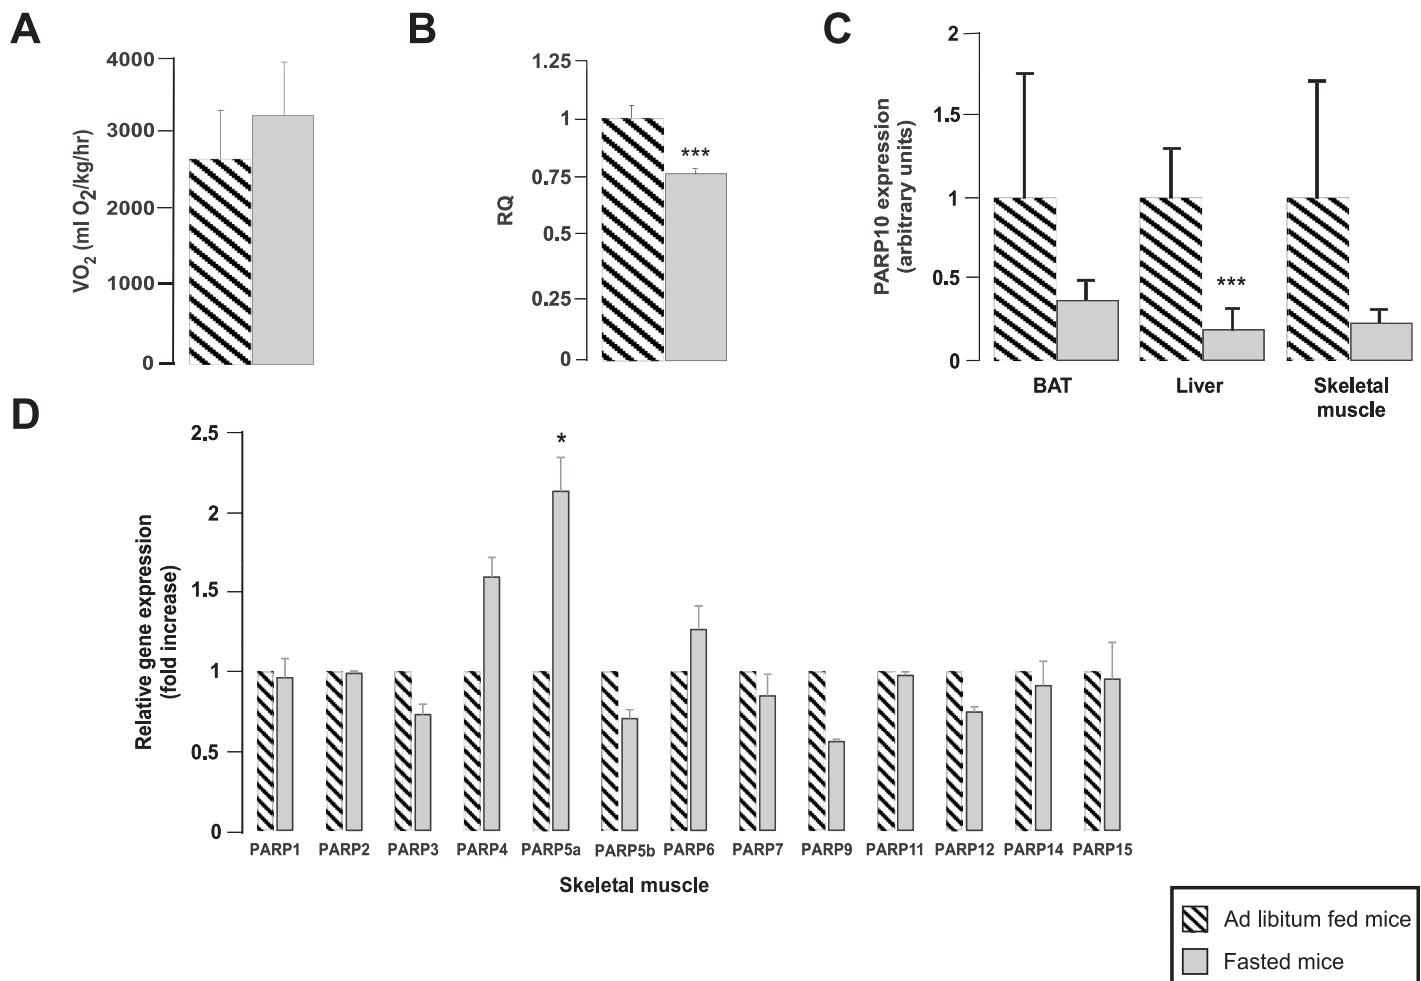 A
4000
3000
2000
1000
0
VO2 (ml O2/kg/hr)
B
1.25
1
0.75
0.5
0.25
0
RQ
***
C
2
1.5
1
0.5
0
PARP10 expression
(arbitrary units)
***
BAT
Liver
Skeletal
muscle
D
2.5
2
1.5
1
0.5
0
Relative gene expression
(fold increase)
*
PARP1
PARP2
PARP3
PARP4
PARP5a
PARP5b
PARP6
PARP7
PARP9
PARP11
PARP12
PARP14
PARP15
Skeletal muscle
Ad libitum fed mice
Fasted mice